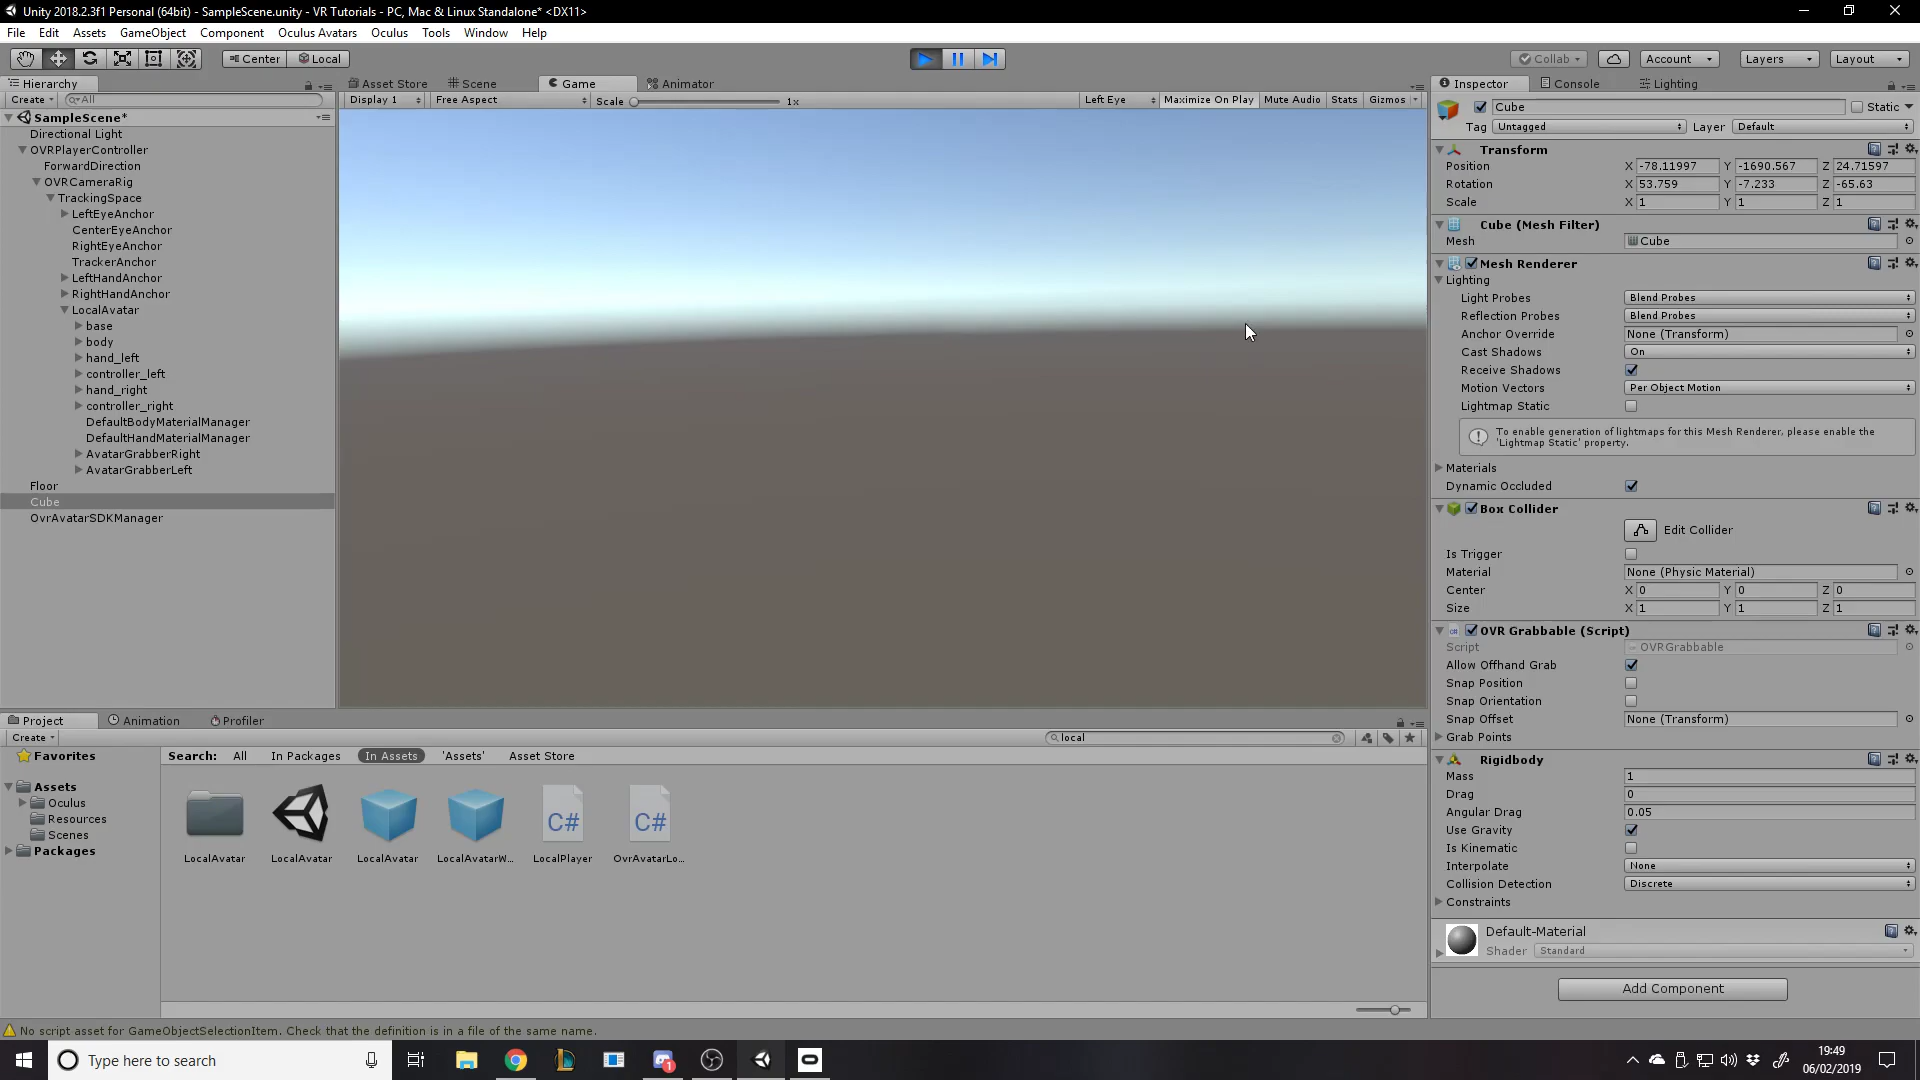 Unity 2018.2.3f1 Personal (64bit) - SampleScene.unity - VR Tutorials - PC, Mac & Linux Standalone* <DX11>
File Edit Assets GameObject Component Oculus Avatars Oculus Tools Window Help
Center Local Collab Account Layers Layout
Hierarchy
Create All
SampleScene*
Directional Light
OVRPlayerController
ForwardDirection
OVRCameraRig
TrackingSpace
LeftEyeAnchor
CenterEyeAnchor
RightEyeAnchor
TrackerAnchor
LeftHandAnchor
RightHandAnchor
LocalAvatar
base
body
hand_left
controller_left
hand_right
controller_right
DefaultBodyMaterialManager
DefaultHandMaterialManager
AvatarGrabberRight
AvatarGrabberLeft
Floor
Cube
OvrAvatarSDKManager
Asset Store Scene Game Animator
Display 1 Free Aspect Scale 1x Left Eye Maximize On Play Mute Audio Stats Gizmos
Inspector Console Lighting
Cube Static
Tag Untagged Layer Default
Transform
Position X -78.11997 Y -1690.567 Z 24.71597
Rotation X 53.759 Y -7.233 Z -65.63
Scale X 1 Y 1 Z 1
Cube (Mesh Filter)
Mesh Cube
Mesh Renderer
Lighting
Light Probes Blend Probes
Reflection Probes Blend Probes
Anchor Override None (Transform)
Cast Shadows On
Receive Shadows
Motion Vectors Per Object Motion
Lightmap Static
To enable generation of lightmaps for this Mesh Renderer, please enable the
'Lightmap Static' property.
Materials
Dynamic Occluded
Box Collider
Edit Collider
Is Trigger
Material None (Physic Material)
Center X 0 Y 0 Z 0
Size X 1 Y 1 Z 1
OVR Grabbable (Script)
Script OVRGrabbable
Allow Offhand Grab
Snap Position
Snap Orientation
Snap Offset None (Transform)
Grab Points
Rigidbody
Mass 1
Drag 0
Angular Drag 0.05
Use Gravity
Is Kinematic
Interpolate None
Collision Detection Discrete
Constraints
Default-Material
Shader Standard
Add Component
Project Animation Profiler
Create local
Favorites
Assets
Oculus
Resources
Scenes
Packages
Search: All In Packages In Assets 'Assets' Asset Store
C# C#
LocalAvatar LocalAvatar LocalAvatar LocalAvatarW... LocalPlayer OvrAvatarLo...
No script asset for GameObjectSelectionItem. Check that the definition is in a file of the same name.
Type here to search
1
19:49
06/02/2019